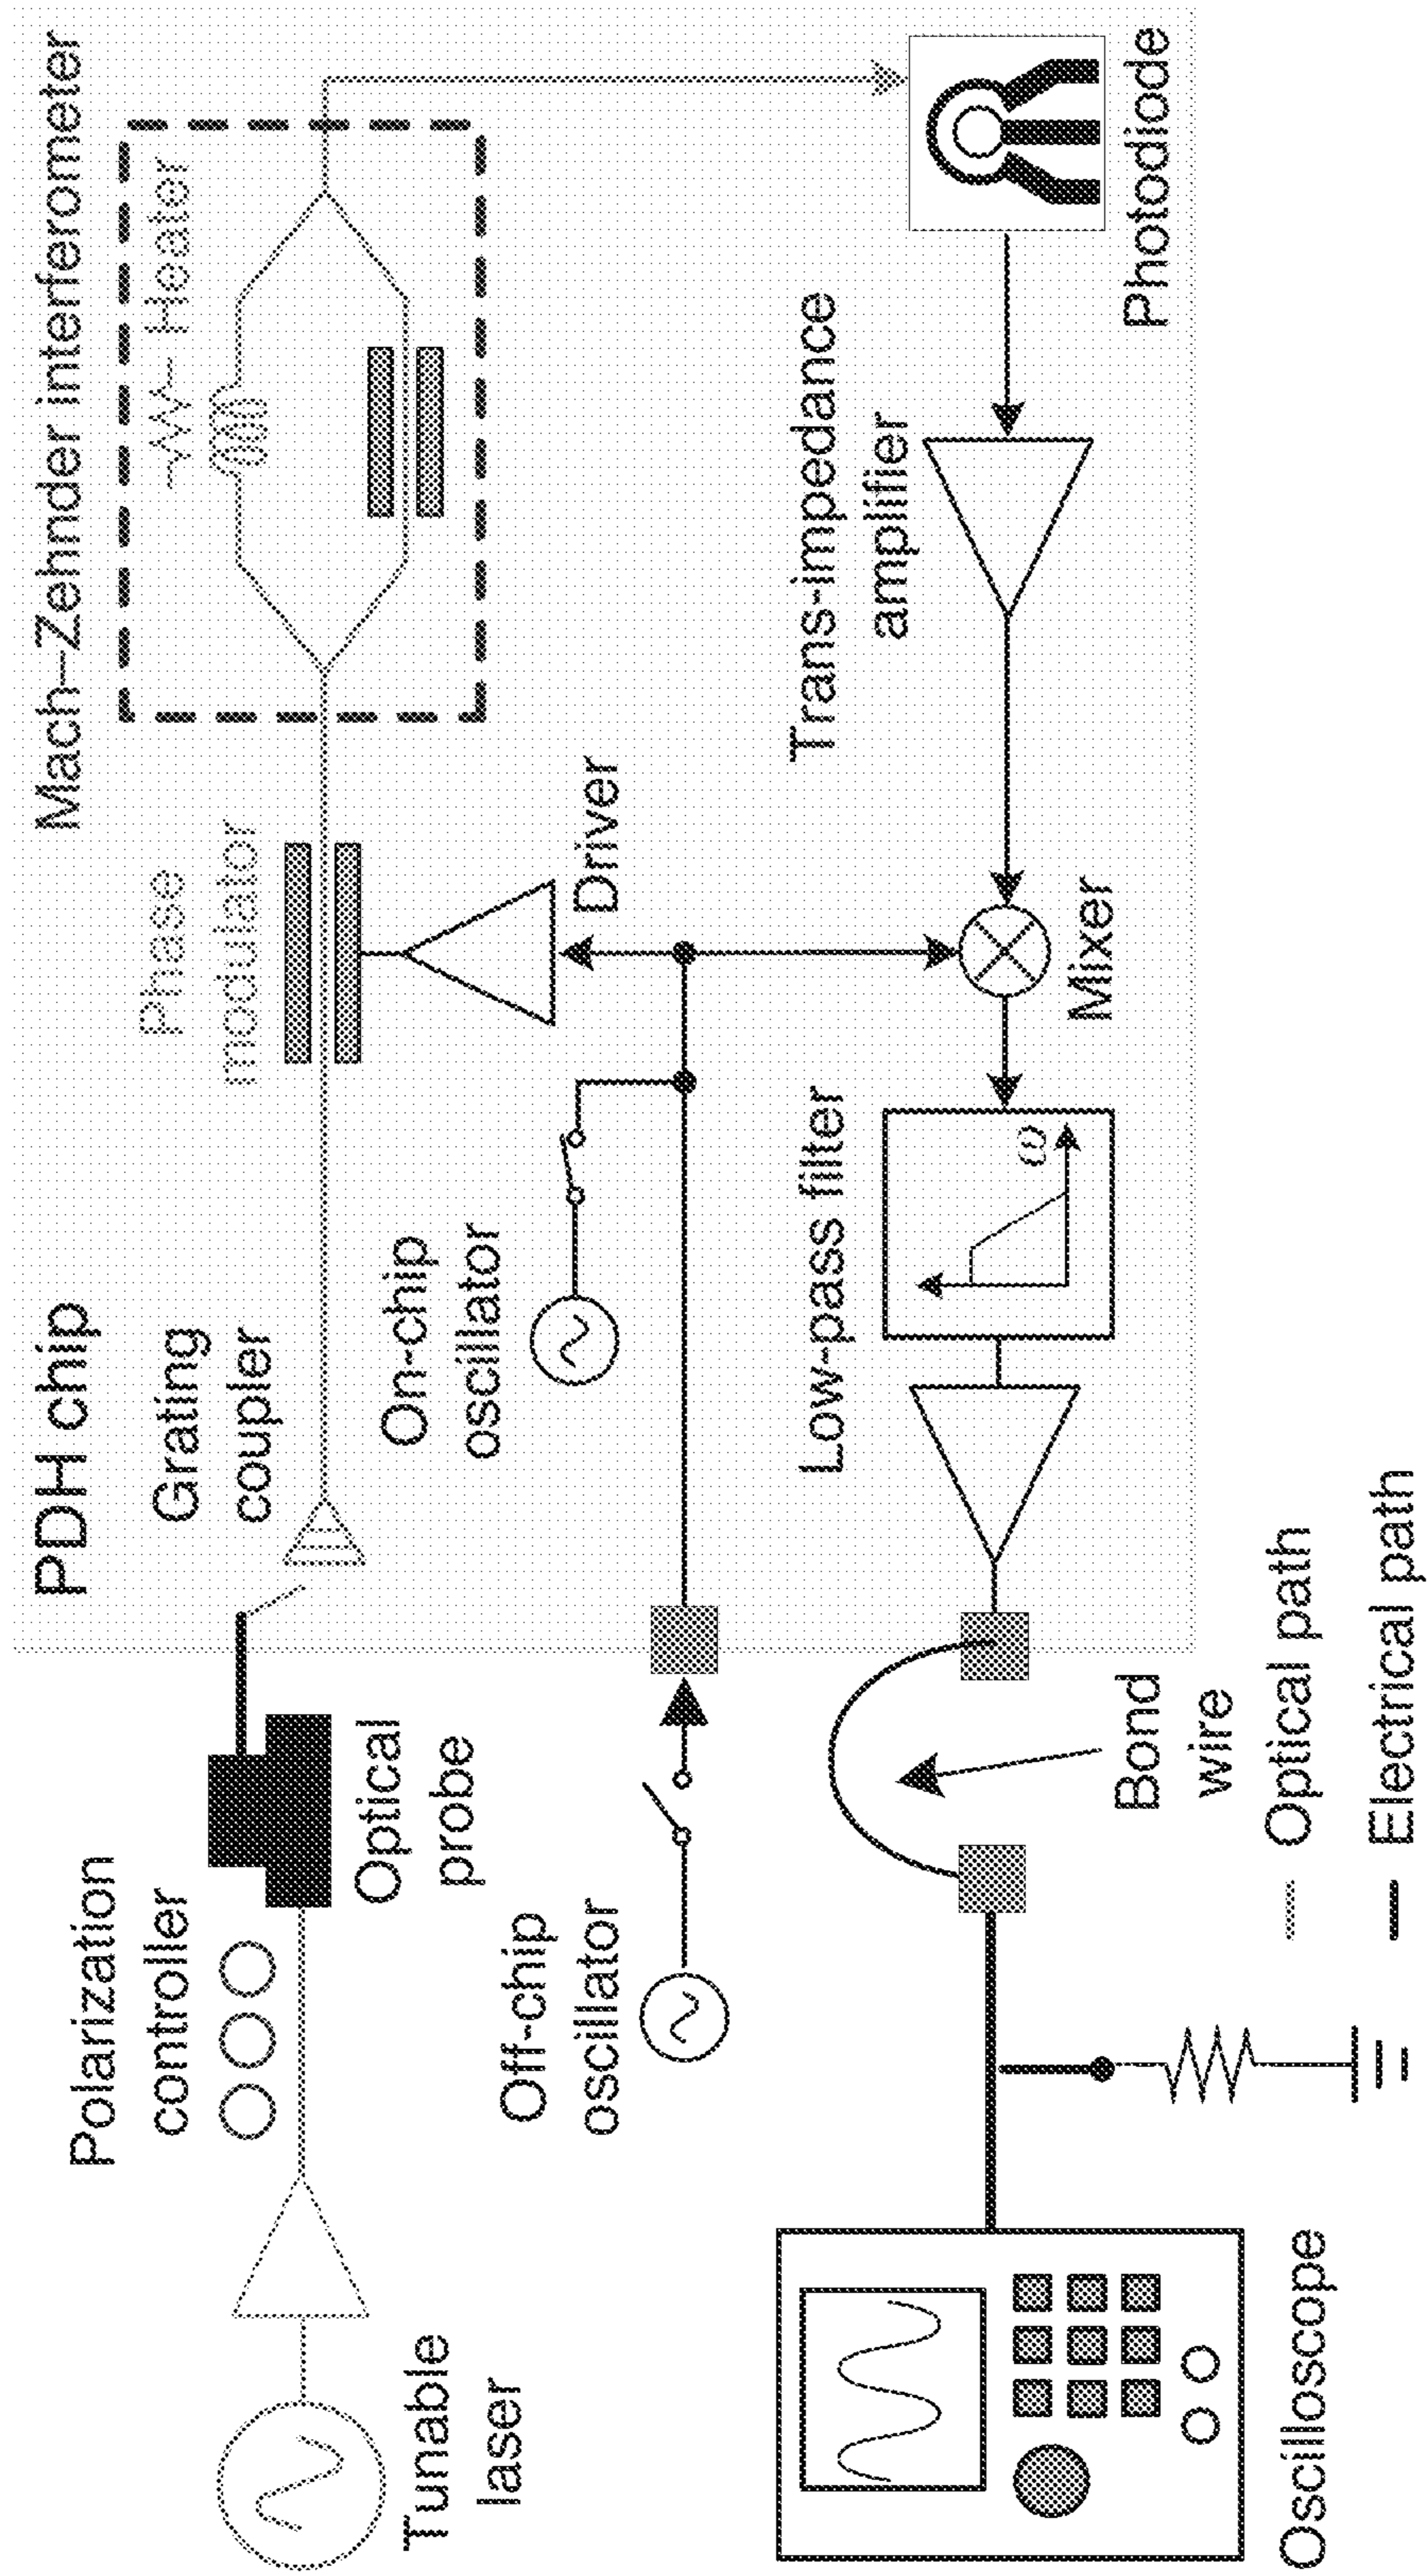 PDH chip
Mach–Zehnder interferometer
Polarization
controller
Grating
coupler
Phase
modulator
Heater
Tunable
laser
Optical
probe
On-chip
oscillator
Driver
Off-chip
oscillator
Trans-impedance
amplifier
Low-pass filter
ω
Mixer
Photodiode
Bond
wire
Oscilloscope
Optical path
Electrical path